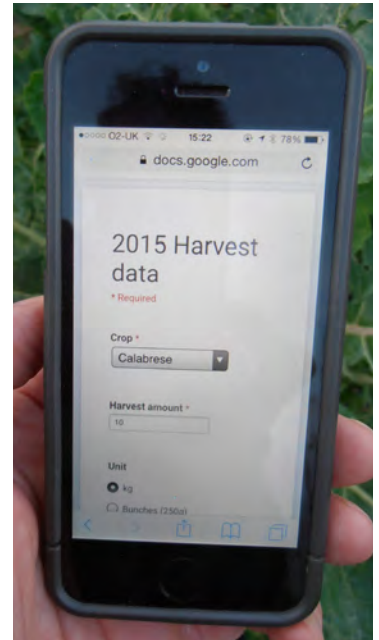 O2-UK 15:22 78%
docs.google.com
2015 Harvest
data
* Required
Crop *
Calabrese
Harvest amount *
10
Unit
kg
Bunches (250g)